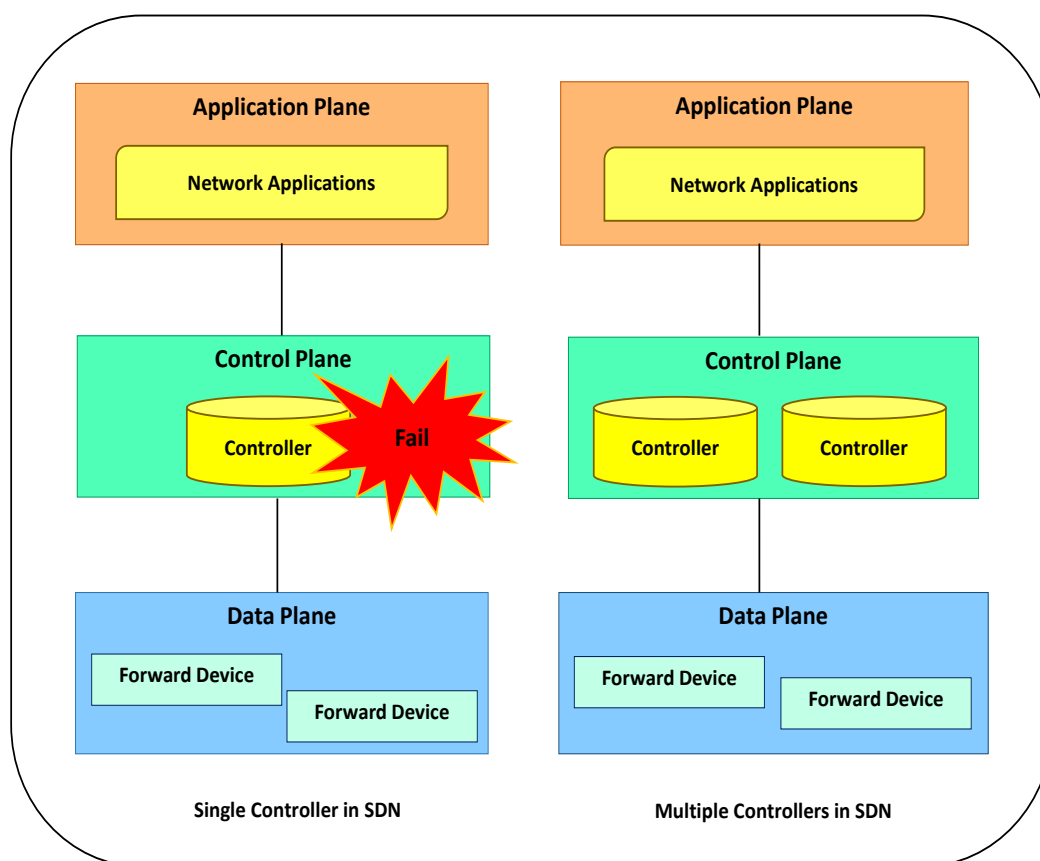 Application Plane
Network Applications
Control Plane
Controller
Fail
Data Plane
Forward Device
Forward Device
Single Controller in SDN
Application Plane
Network Applications
Control Plane
Controller
Controller
Data Plane
Forward Device
Forward Device
Multiple Controllers in SDN